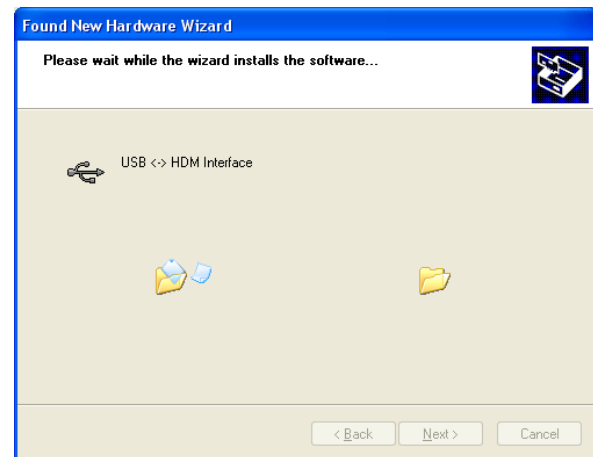 Found New Hardware Wizard
Please wait while the wizard installs the software...
USB <-> HDM Interface
< Back
Next >
Cancel